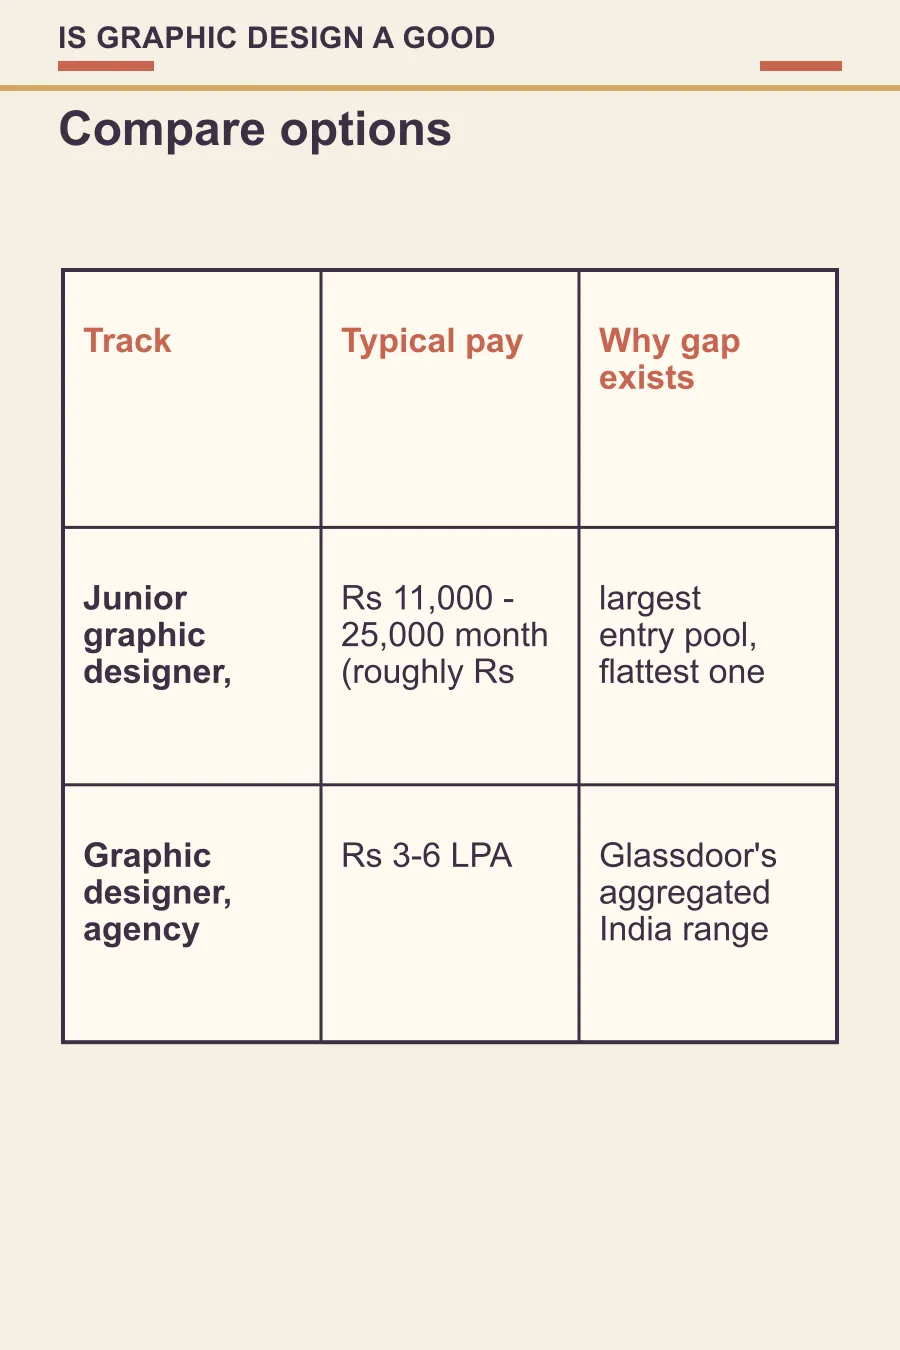 IS GRAPHIC DESIGN A GOOD
Compare options
Track
Typical pay
Why gap
exists
Junior
graphic
designer,
Rs 11,000 -
25,000 month
(roughly Rs
largest
entry pool,
flattest one
Graphic
designer,
agency
Rs 3-6 LPA
Glassdoor's
aggregated
India range